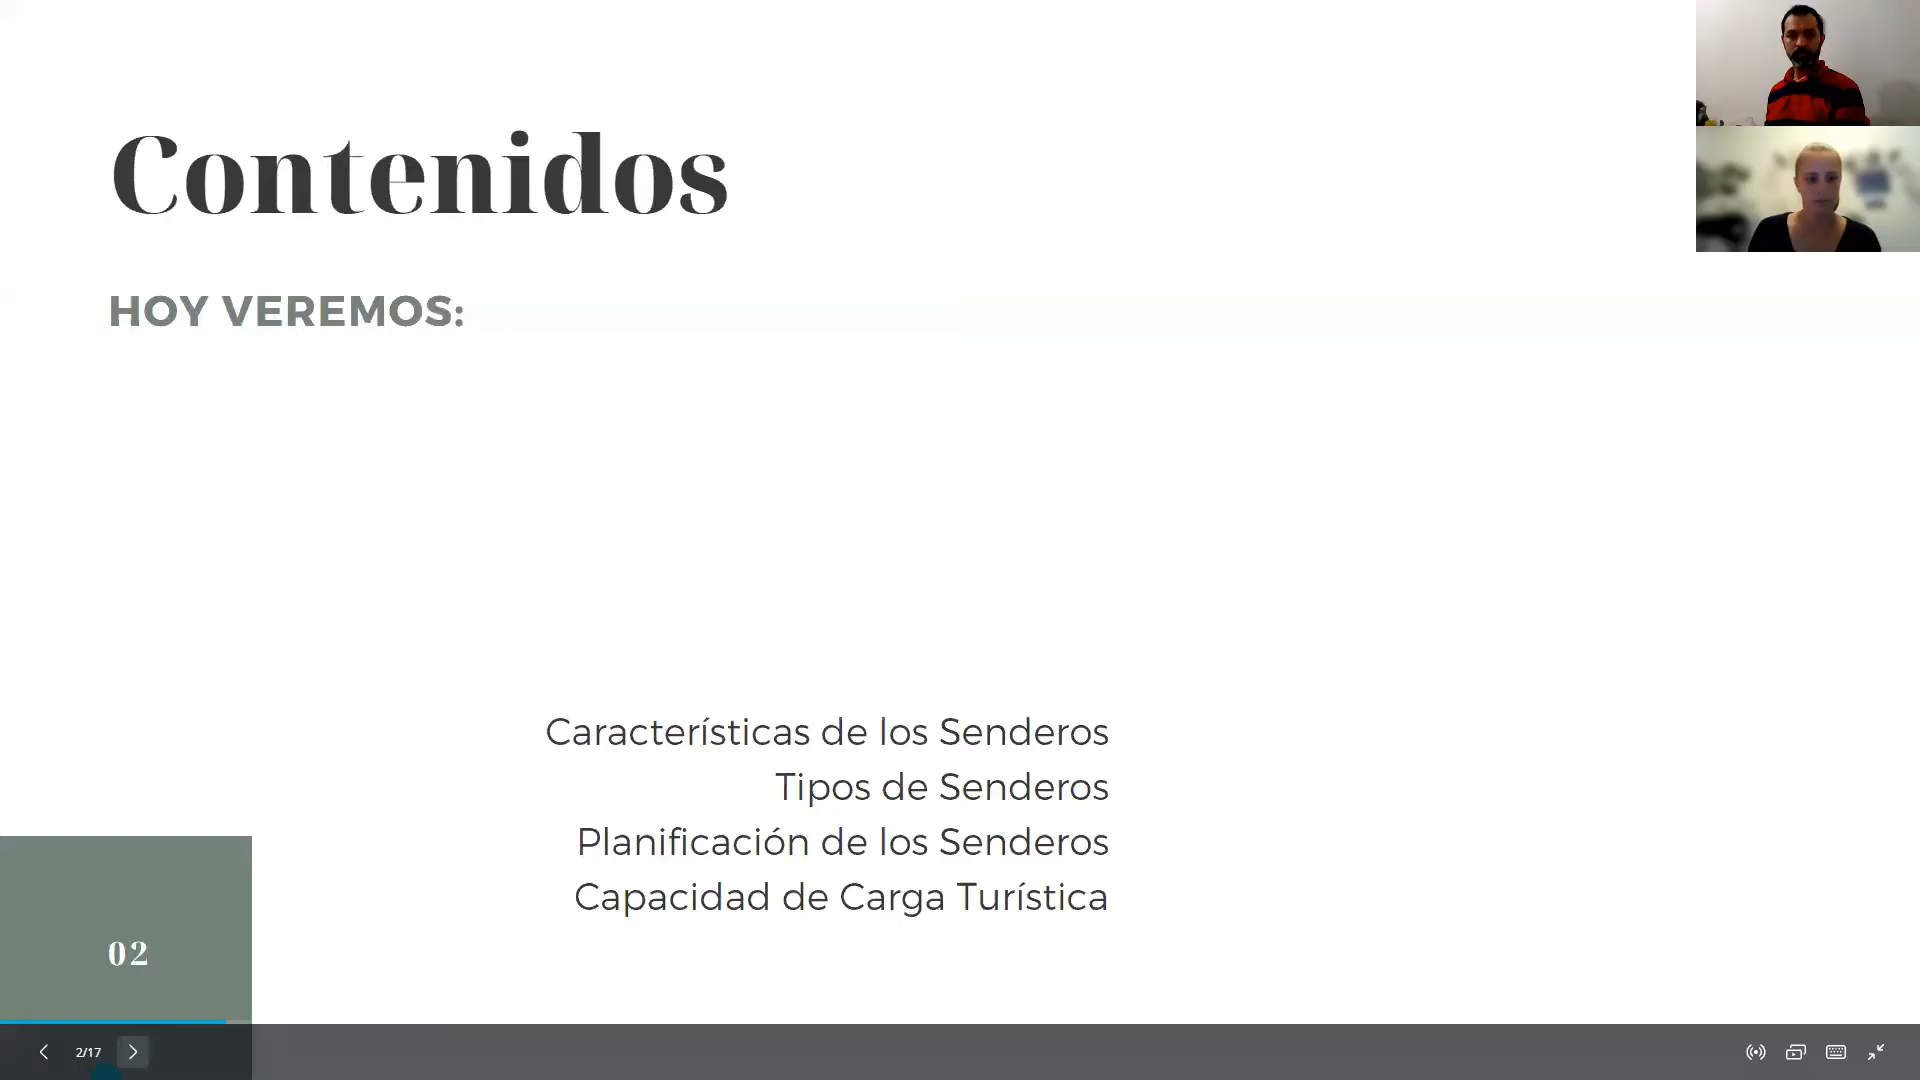 Contenidos
HOY VEREMOS:
Características de los Senderos
Tipos de Senderos
Planificación de los Senderos
Capacidad de Carga Turística
02
2/17